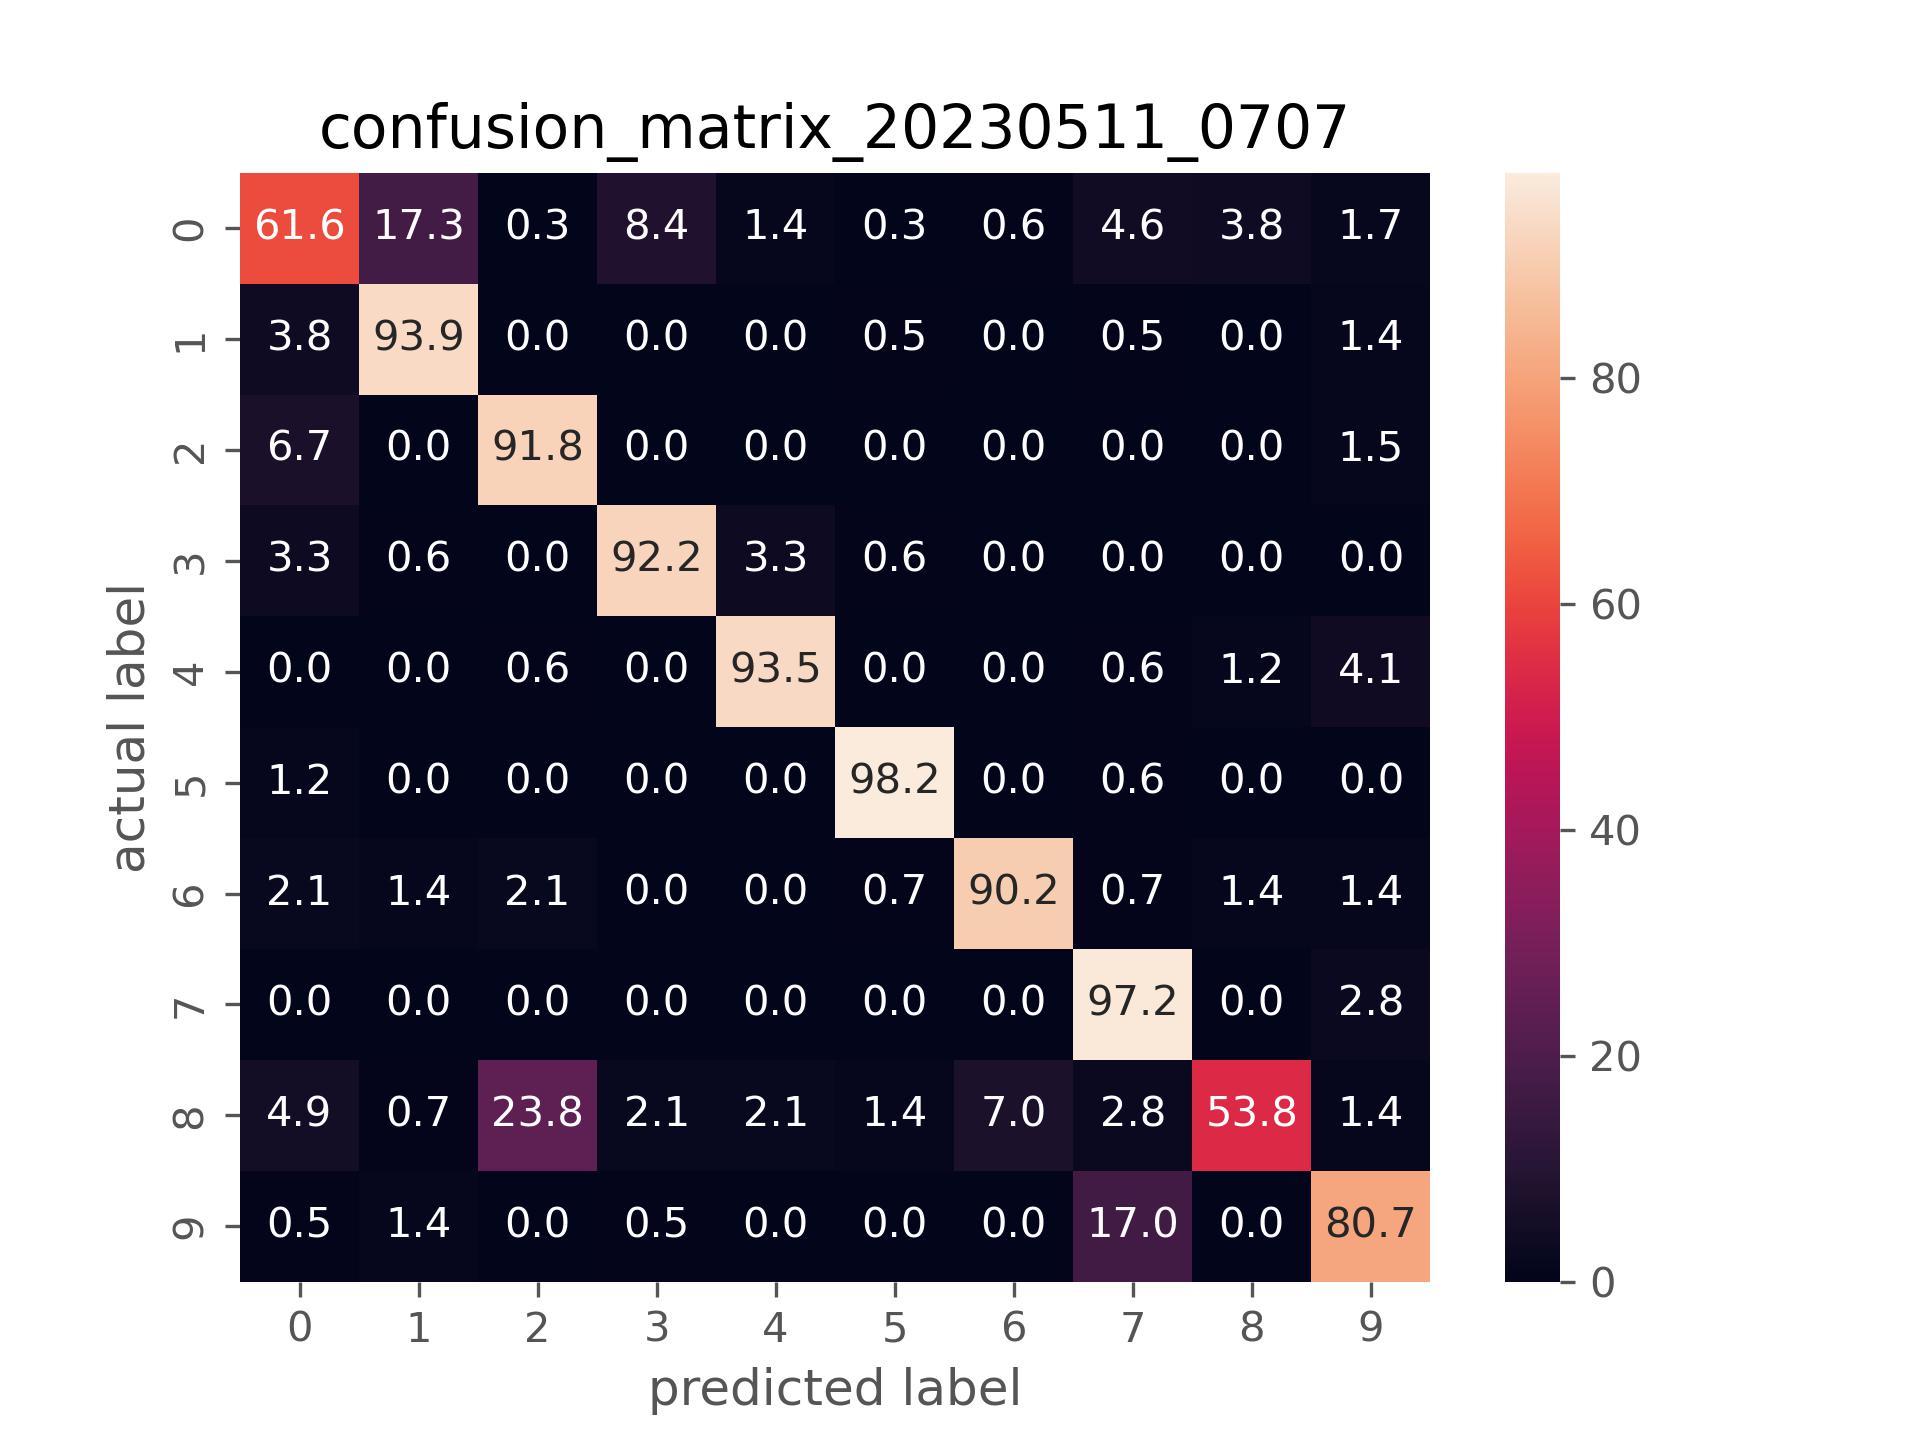 confusion_matrix_20230511_0707
0 61.6 17.3 0.3 8.4 1.4 0.3 0.6 4.6 3.8 1.7
1 3.8 93.9 0.0 0.0 0.0 0.5 0.0 0.5 0.0 1.4
80
2 6.7 0.0 91.8 0.0 0.0 0.0 0.0 0.0 0.0 1.5
3 3.3 0.6 0.0 92.2 3.3 0.6 0.0 0.0 0.0 0.0
60
4 0.0 0.0 0.6 0.0 93.5 0.0 0.0 0.6 1.2 4.1
actual label
5 1.2 0.0 0.0 0.0 0.0 98.2 0.0 0.6 0.0 0.0
40
6 2.1 1.4 2.1 0.0 0.0 0.7 90.2 0.7 1.4 1.4
7 0.0 0.0 0.0 0.0 0.0 0.0 0.0 97.2 0.0 2.8
20
8 4.9 0.7 23.8 2.1 2.1 1.4 7.0 2.8 53.8 1.4
9 0.5 1.4 0.0 0.5 0.0 0.0 0.0 17.0 0.0 80.7
0
0 1 2 3 4 5 6 7 8 9
predicted label